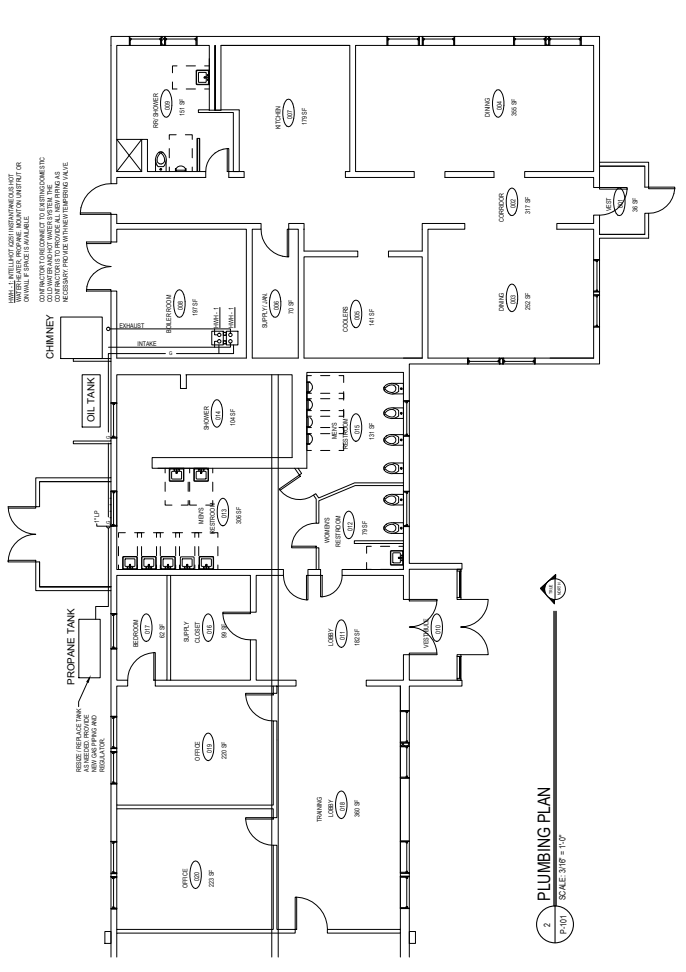 HWH - 1: INTELLIHOT iQ251 INSTANTANEOUS HOT
WATER HEATER, PROPANE. MOUNT ON UNISTRUT OR
ON WALL IF SPACE IS AVAILABLE.
CONTRACTOR TO RECONNECT TO EXISTING DOMESTIC
COLD WATER AND HOT WATER SYSTEM. THE
CONTRACTOR IS TO PROVIDE ALL NEW PIPING AS
NECESSARY. PROVIDE WITH NEW TEMPERING VALVE.
CHIMNEY
OIL TANK
PROPANE TANK
RESIZE / REPLACE TANK
AS NEEDED. PROVIDE
NEW GAS PIPING AND
REGULATOR.
1" LP
G
G
G
EXHAUST
INTAKE
HWH - 1
HWH - 1
RR/ SHOWER
009
151 SF
KITCHEN
007
179 SF
DINING
004
355 SF
BOILER ROOM
008
197 SF
SUPPLY / JAN.
006
70 SF
COOLERS
005
141 SF
CORRIDOR
002
317 SF
VEST
001
36 SF
DINING
003
252 SF
SHOWER
014
104 SF
MEN'S
RESTROOM
015
131 SF
MEN'S
RESTROOM
013
306 SF
WOMEN'S
RESTROOM
012
79 SF
BEDROOM
017
62 SF
SUPPLY
CLOSET
016
99 SF
LOBBY
011
182 SF
VESTIBULE
010
OFFICE
019
220 SF
OFFICE
020
223 SF
TRAINING
LOBBY
018
360 SF
TRUE
NORTH
2
P-101
PLUMBING PLAN
SCALE: 3/16" = 1'-0"